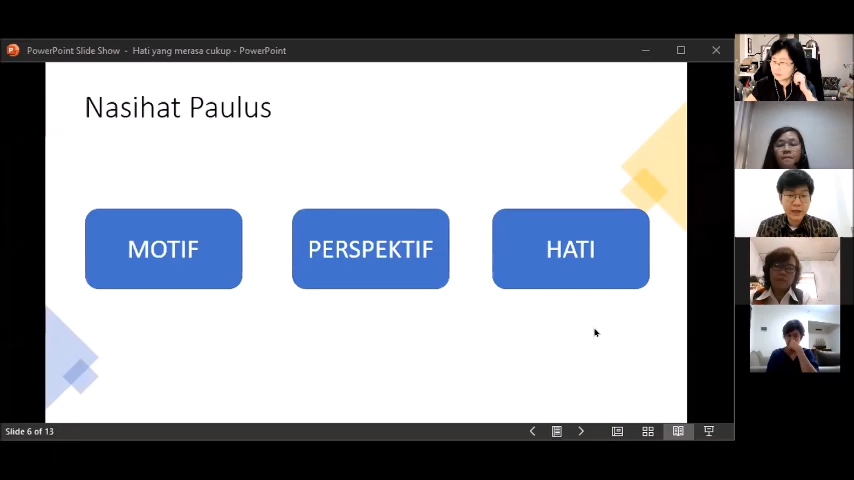 PowerPoint Slide Show - Hati yang merasa cukup - PowerPoint
Nasihat Paulus
MOTIF
PERSPEKTIF
HATI
Slide 6 of 13